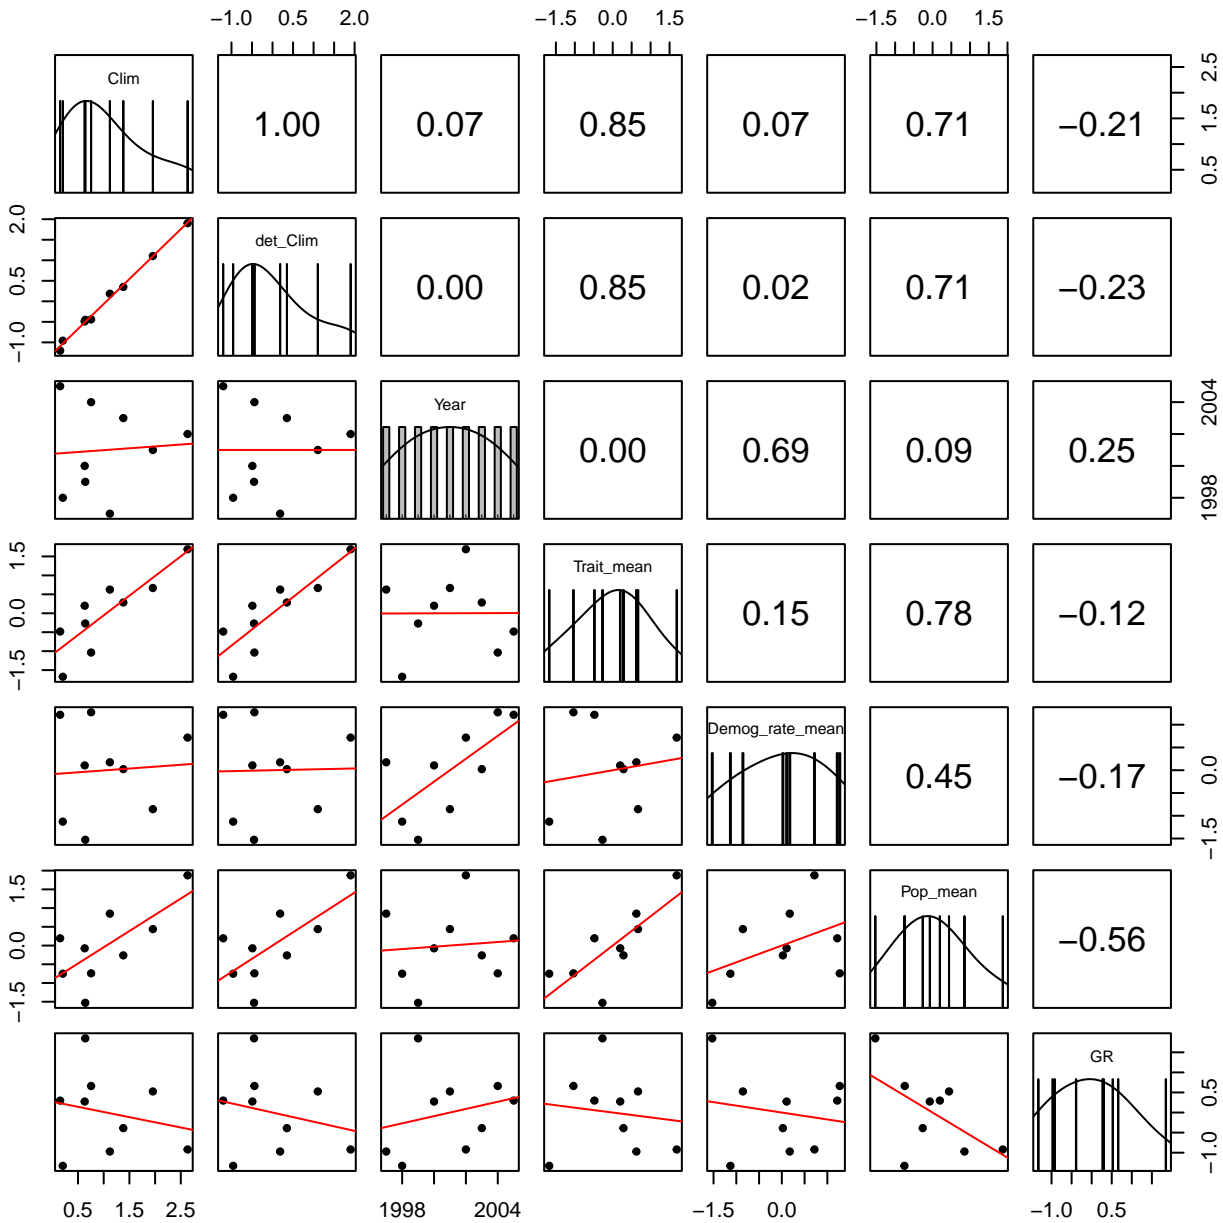 −1.0 0.5 2.0 −1.5 0.0 1.5 −1.5 0.0 1.5
Clim 1.00 0.07 0.85 0.07 0.71 −0.21 0.5 1.5 2.5
−1.0 0.5 2.0 det_Clim 0.00 0.85 0.02 0.71 −0.23
Year 0.00 0.69 0.09 0.25 1998 2004
−1.5 0.0 1.5 Trait_mean 0.15 0.78 −0.12
Demog_rate_mean 0.45 −0.17 −1.5 0.0
−1.5 0.0 1.5 Pop_mean −0.56
GR −1.0 0.5
0.5 1.5 2.5 1998 2004 −1.5 0.0 −1.0 0.5